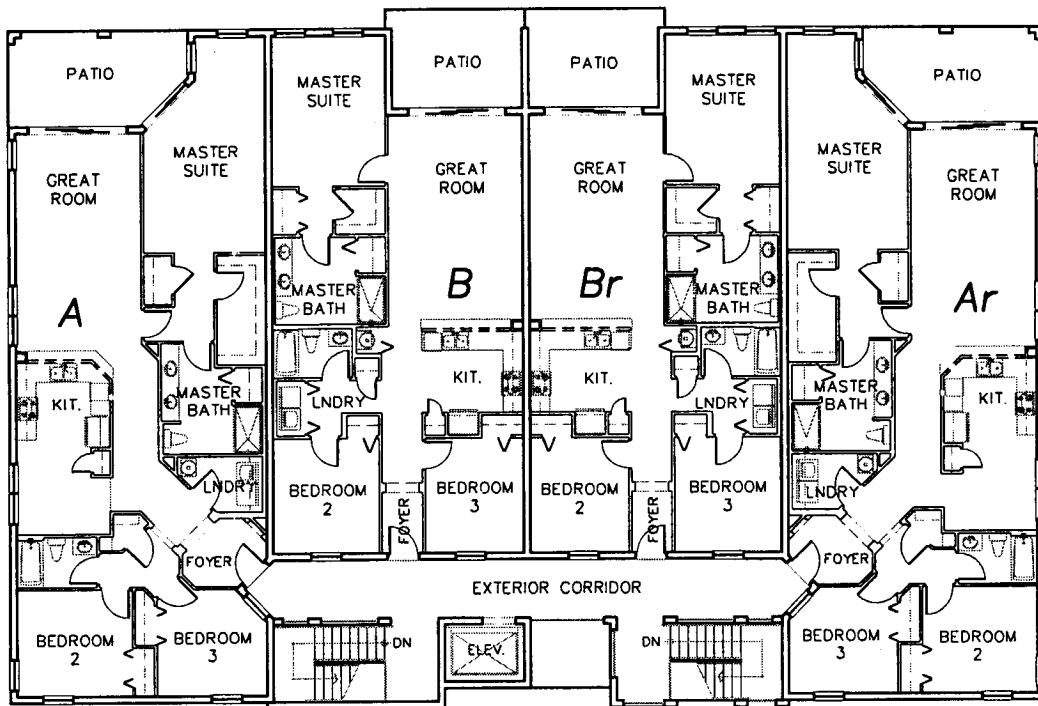 PATIO
MASTER
SUITE
GREAT
ROOM
A
KIT.
MASTER
BATH
LNDRY
FOYER
BEDROOM
2
BEDROOM
3
MASTER
SUITE
PATIO
GREAT
ROOM
B
MASTER
BATH
KIT.
LNDRY
BEDROOM
2
FOYER
BEDROOM
3
PATIO
MASTER
SUITE
GREAT
ROOM
Br
MASTER
BATH
KIT.
LNDRY
BEDROOM
2
FOYER
BEDROOM
3
PATIO
MASTER
SUITE
GREAT
ROOM
Ar
MASTER
BATH
KIT.
LNDRY
FOYER
BEDROOM
3
BEDROOM
2
EXTERIOR CORRIDOR
DN
ELEV.
DN